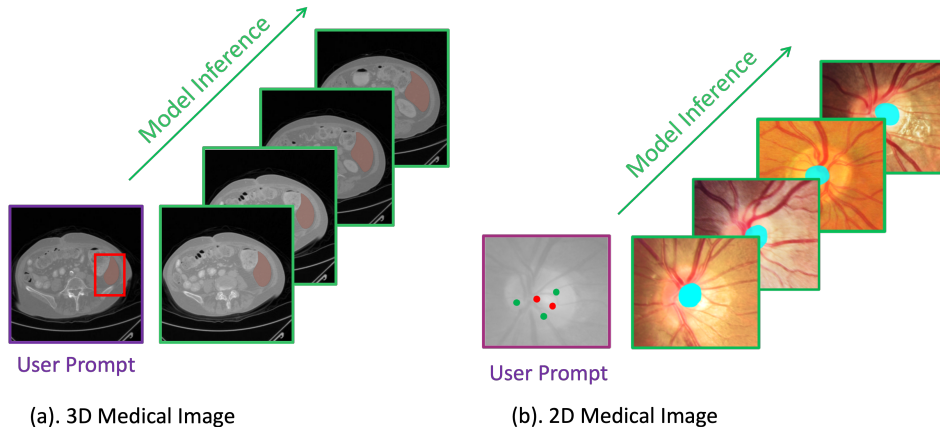 Model Inference
User Prompt
(a). 3D Medical Image
Model Inference
User Prompt
(b). 2D Medical Image